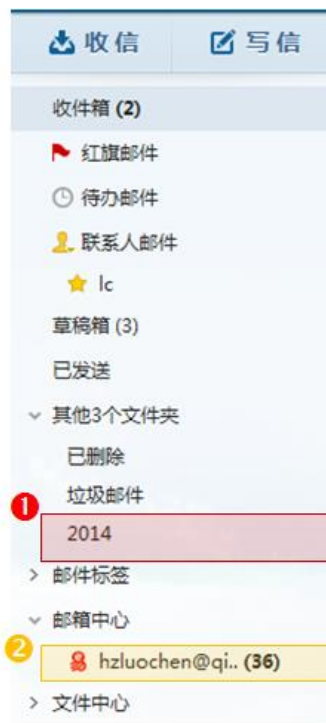 收信 写信
收件箱 (2)
红旗邮件
待办邮件
联系人邮件
lc
草稿箱 (3)
已发送
其他3个文件夹
已删除
垃圾邮件
1
2014
邮件标签
邮箱中心
2
hzluochen@qi.. (36)
文件中心